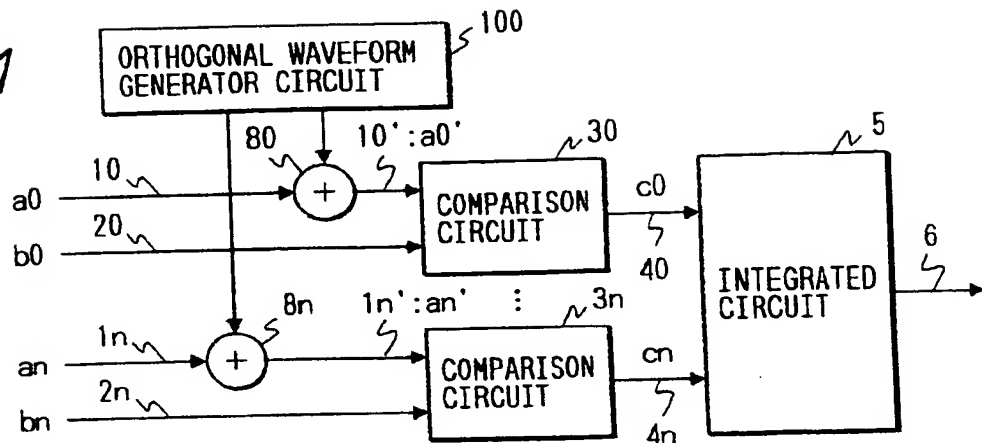 100
ORTHOGONAL WAVEFORM
GENERATOR CIRCUIT
80
10':a0'
30
5
10
a0
+
COMPARISON
CIRCUIT
c0
20
b0
40
6
INTEGRATED
CIRCUIT
8n
1n':an'
⋮
3n
1n
an
+
COMPARISON
CIRCUIT
cn
2n
bn
4n